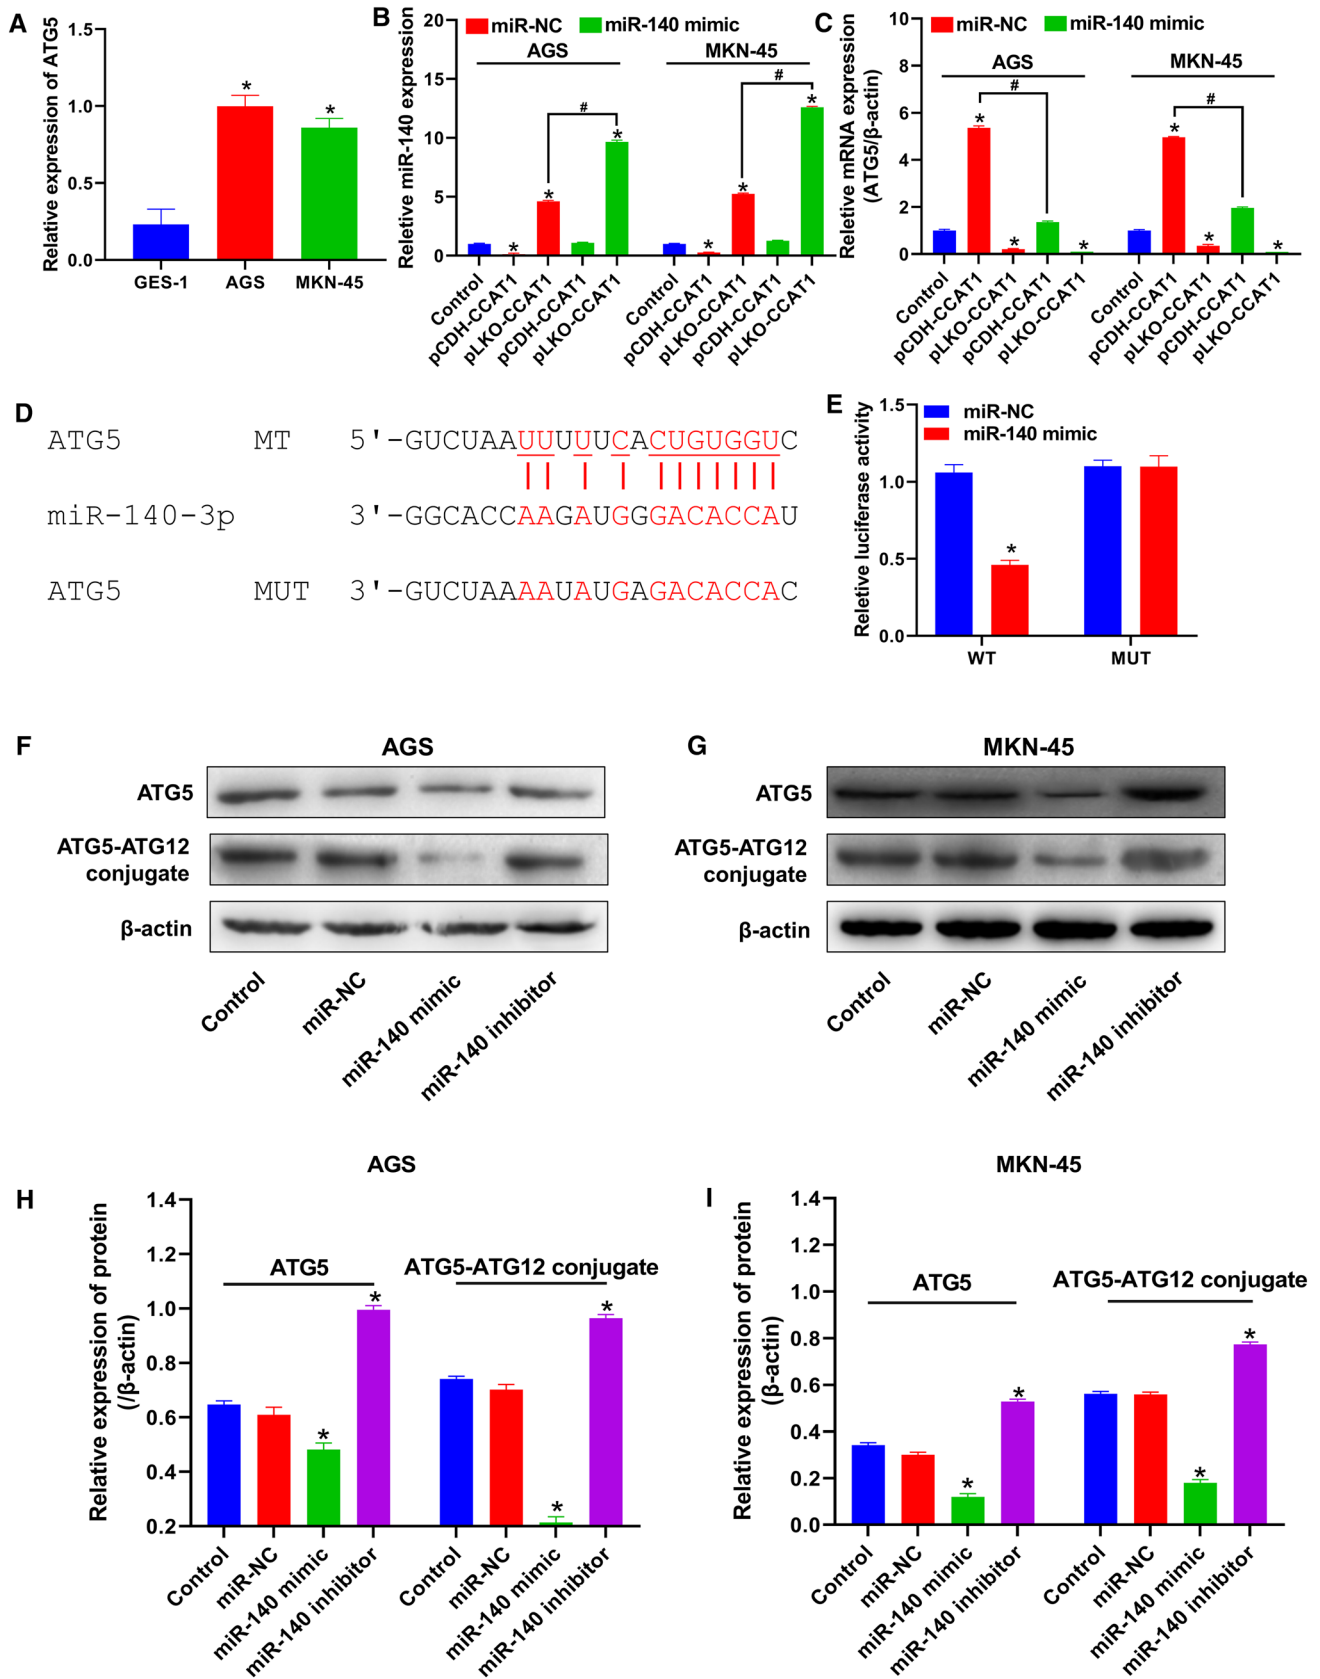 A
Relative expression of ATG5
1.5
1.0
0.5
0.0
*
*
GES-1
AGS
MKN-45
B
Reletive miR-140 expression
miR-NC
miR-140 mimic
AGS
MKN-45
20
15
10
5
0
*
*
#
*
*
*
#
*
Control
pCDH-CCAT1
pLKO-CCAT1
pCDH-CCAT1
pLKO-CCAT1
Control
pCDH-CCAT1
pLKO-CCAT1
pCDH-CCAT1
pLKO-CCAT1
C
Reletive mRNA expression
(ATG5/β-actin)
miR-NC
miR-140 mimic
AGS
MKN-45
10
8
6
4
2
0
*
#
*
*
*
#
*
*
Control
pCDH-CCAT1
pLKO-CCAT1
pCDH-CCAT1
pLKO-CCAT1
Control
pCDH-CCAT1
pLKO-CCAT1
pCDH-CCAT1
pLKO-CCAT1
D
ATG5 MT 5'-GUCUAAUUUUUCACUGUGGUC
miR-140-3p 3'-GGCACCAAGAUGGGACACCAU
ATG5 MUT 3'-GUCUAAAAUAUGAGACACCAC
E
Reletive luciferase activity
miR-NC
miR-140 mimic
1.5
1.0
0.5
0.0
*
WT
MUT
F
AGS
ATG5
ATG5-ATG12
conjugate
β-actin
Control
miR-NC
miR-140 mimic
miR-140 inhibitor
G
MKN-45
ATG5
ATG5-ATG12
conjugate
β-actin
Control
miR-NC
miR-140 mimic
miR-140 inhibitor
H
AGS
Relative expression of protein
(/β-actin)
1.4
1.2
1.0
0.8
0.6
0.4
0.2
ATG5
ATG5-ATG12 conjugate
*
*
*
*
Control
miR-NC
miR-140 mimic
miR-140 inhibitor
Control
miR-NC
miR-140 mimic
miR-140 inhibitor
I
MKN-45
Relative expression of protein
(β-actin)
1.4
1.2
1.0
0.8
0.6
0.4
0.2
0.0
ATG5
ATG5-ATG12 conjugate
*
*
*
*
Control
miR-NC
miR-140 mimic
miR-140 inhibitor
Control
miR-NC
miR-140 mimic
miR-140 inhibitor